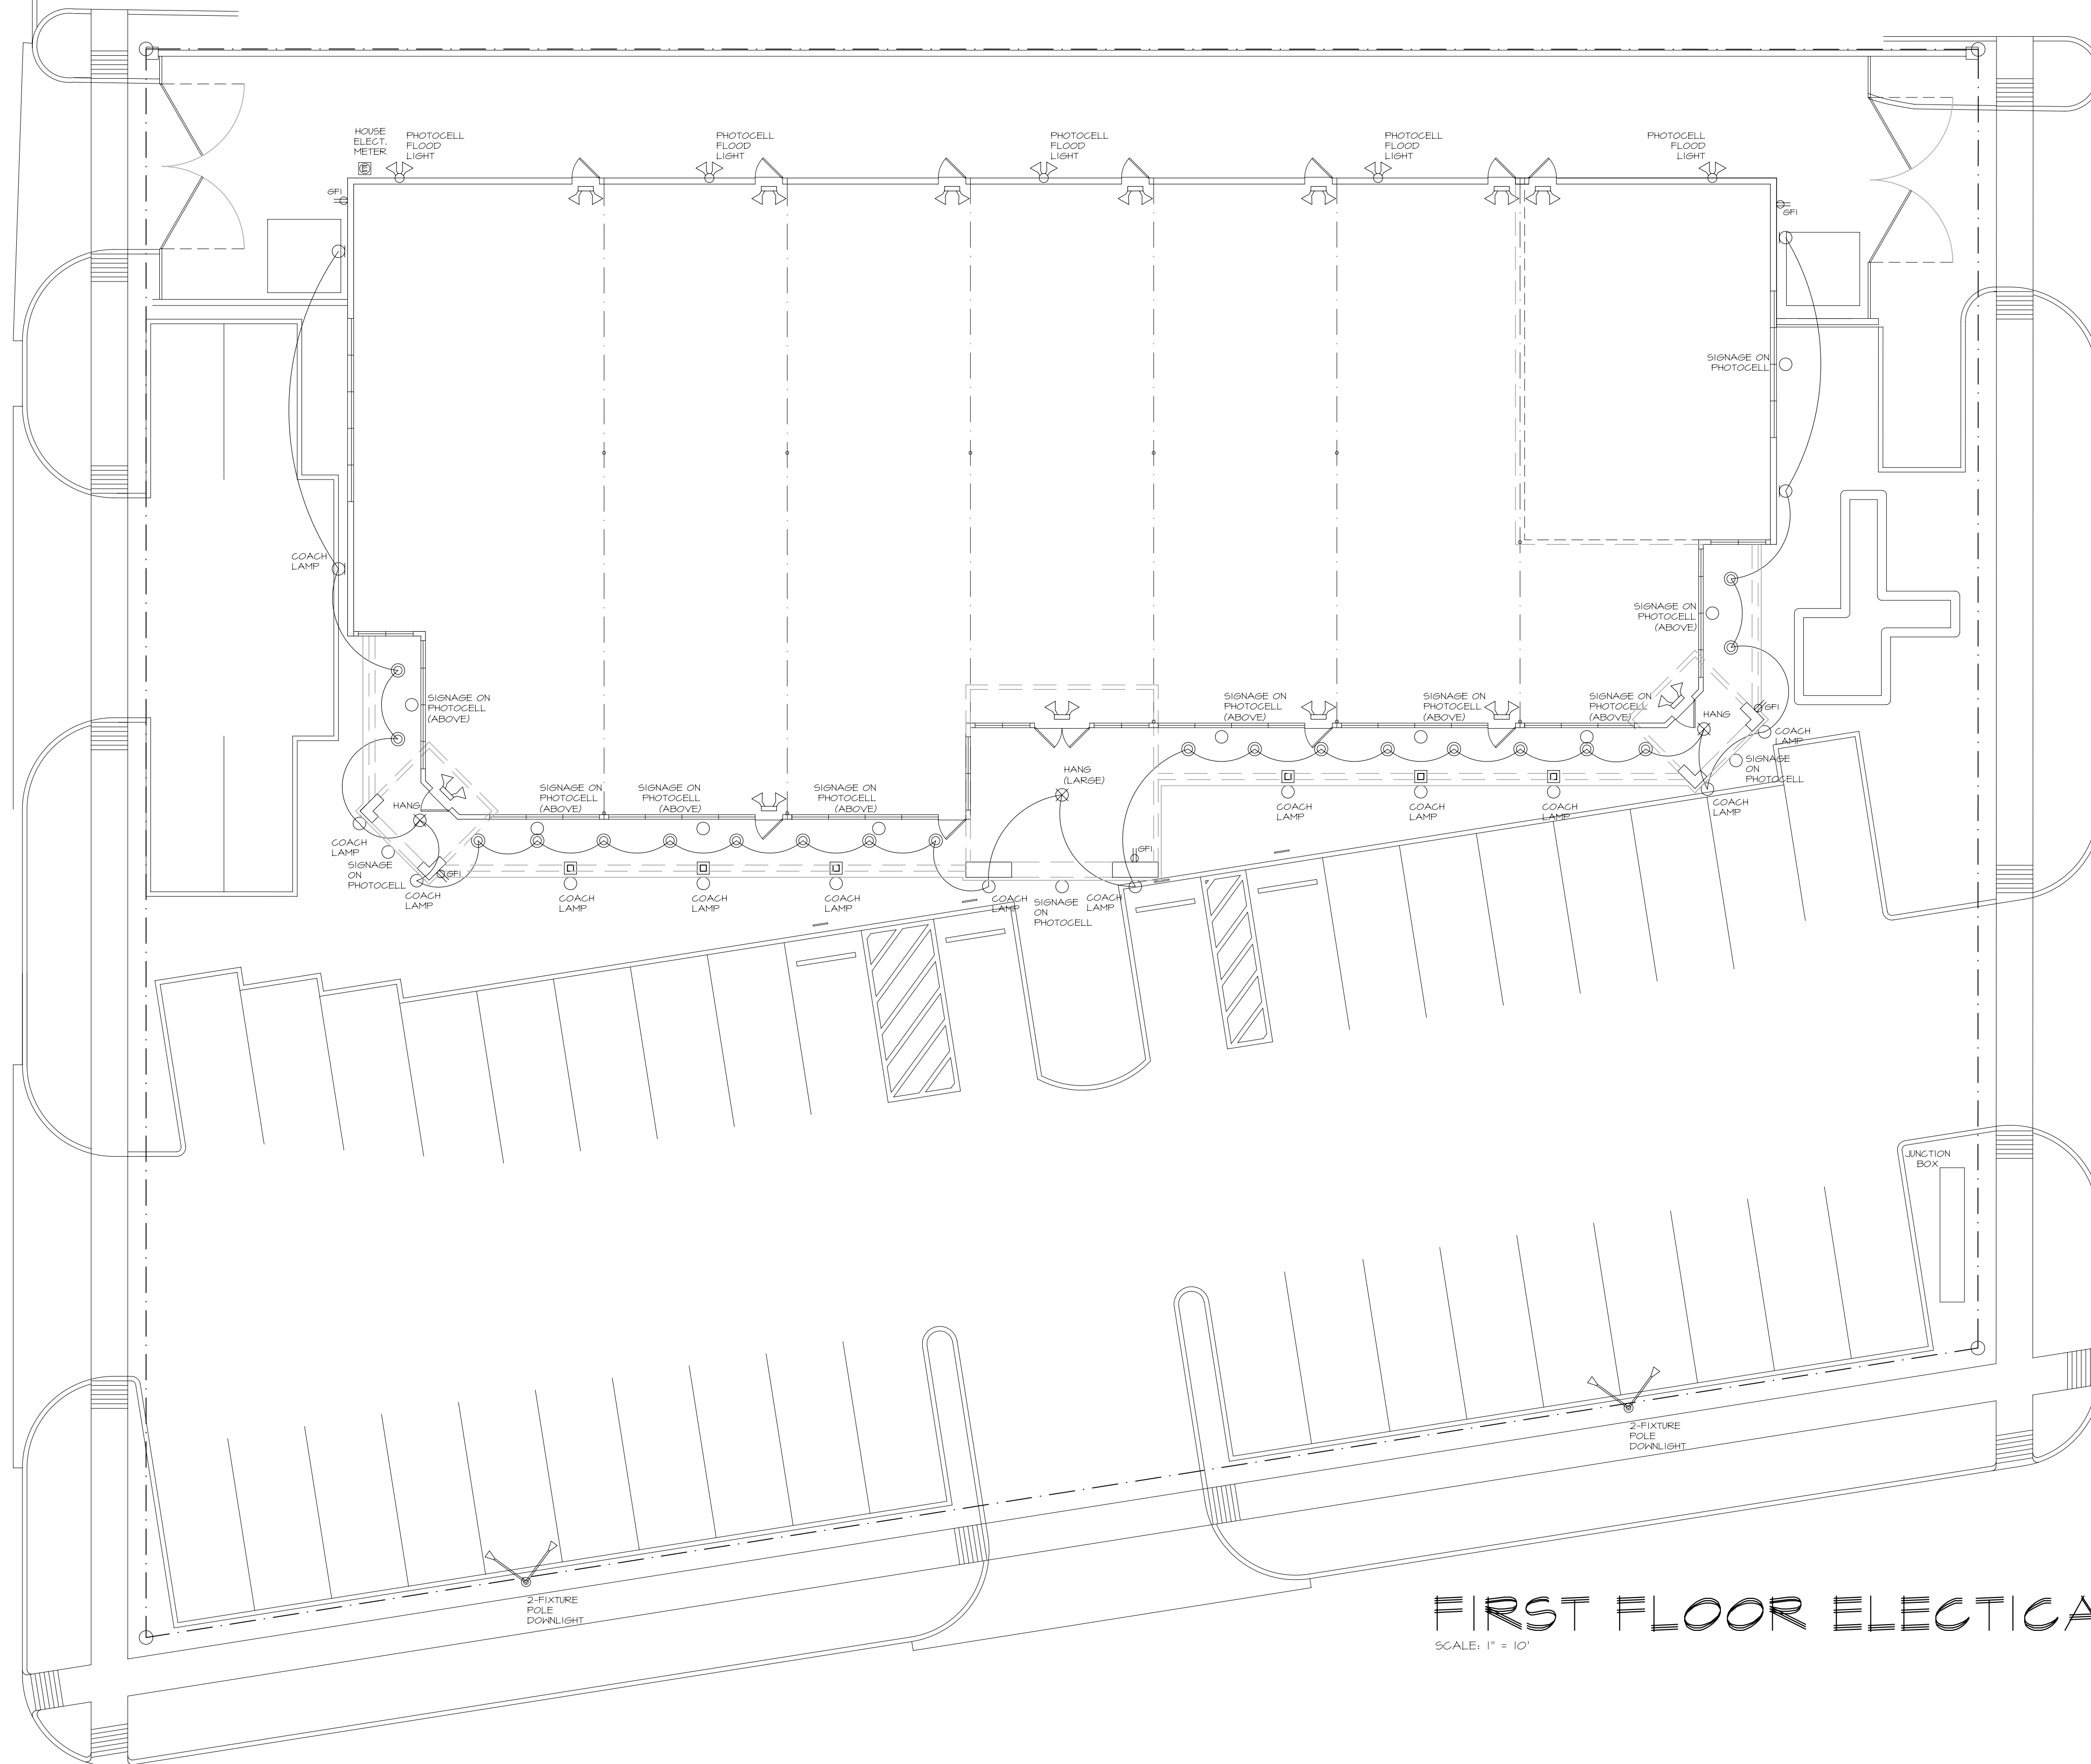 HOUSE
ELECT.
METER
E
PHOTOCELL
FLOOD
LIGHT
PHOTOCELL
FLOOD
LIGHT
PHOTOCELL
FLOOD
LIGHT
PHOTOCELL
FLOOD
LIGHT
PHOTOCELL
FLOOD
LIGHT
GFI
GFI
SIGNAGE ON
PHOTOCELL
COACH
LAMP
SIGNAGE ON
PHOTOCELL
(ABOVE)
SIGNAGE ON
PHOTOCELL
(ABOVE)
SIGNAGE ON
PHOTOCELL
(ABOVE)
SIGNAGE ON
PHOTOCELL
(ABOVE)
SIGNAGE ON
PHOTOCELL
(ABOVE)
GFI
HANG
COACH
LAMP
SIGNAGE
ON
PHOTOCELL
HANG
(LARGE)
SIGNAGE ON
PHOTOCELL
(ABOVE)
SIGNAGE ON
PHOTOCELL
(ABOVE)
SIGNAGE ON
PHOTOCELL
(ABOVE)
HANG
COACH
LAMP
COACH
LAMP
COACH
LAMP
COACH
LAMP
COACH
LAMP
SIGNAGE
ON
PHOTOCELL
GFI
GFI
COACH
LAMP
COACH
LAMP
COACH
LAMP
COACH
LAMP
COACH
LAMP
SIGNAGE
ON
PHOTOCELL
COACH
LAMP
JUNCTION
BOX
2-FIXTURE
POLE
DOWNLIGHT
2-FIXTURE
POLE
DOWNLIGHT
FIRST FLOOR ELECTICA
SCALE: 1" = 10'